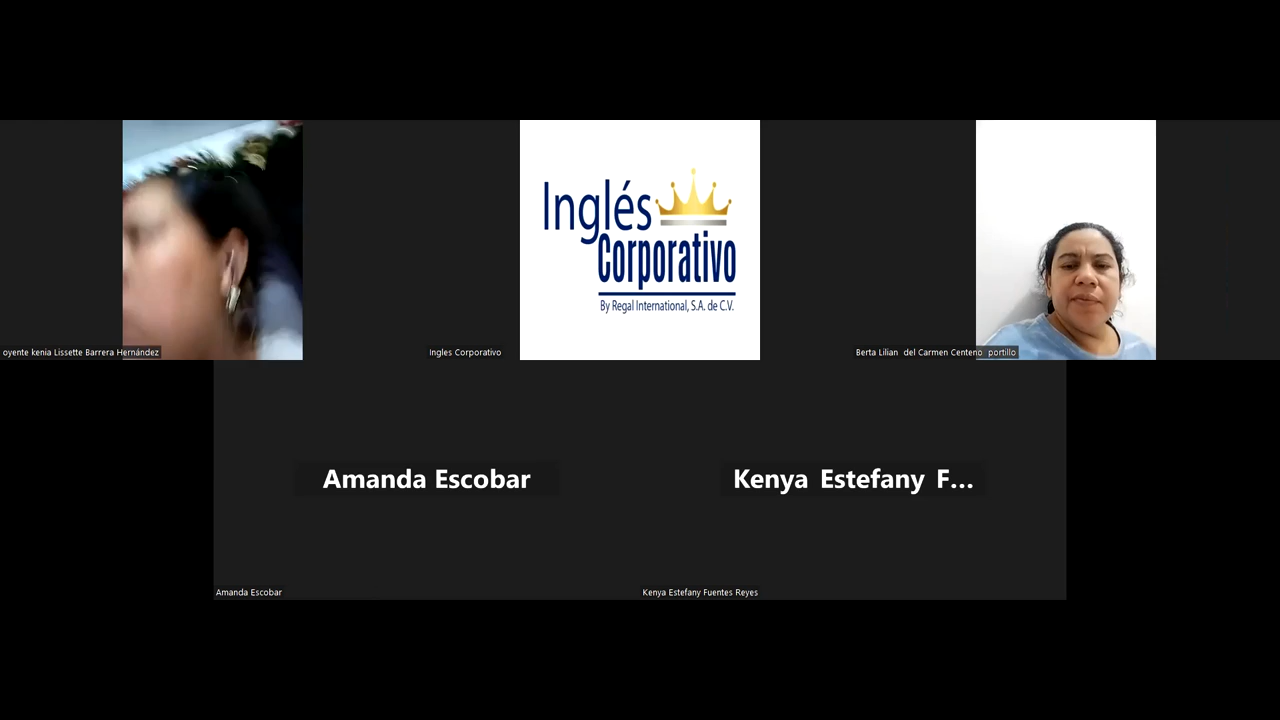 Inglés
Corporativo
By Regal International, S.A. de C.V.
oyente kenia Lissette Barrera Hernández
Ingles Corporativo
Berta Lilian del Carmen Centeno portillo
Amanda Escobar
Kenya Estefany F...
Amanda Escobar
Kenya Estefany Fuentes Reyes